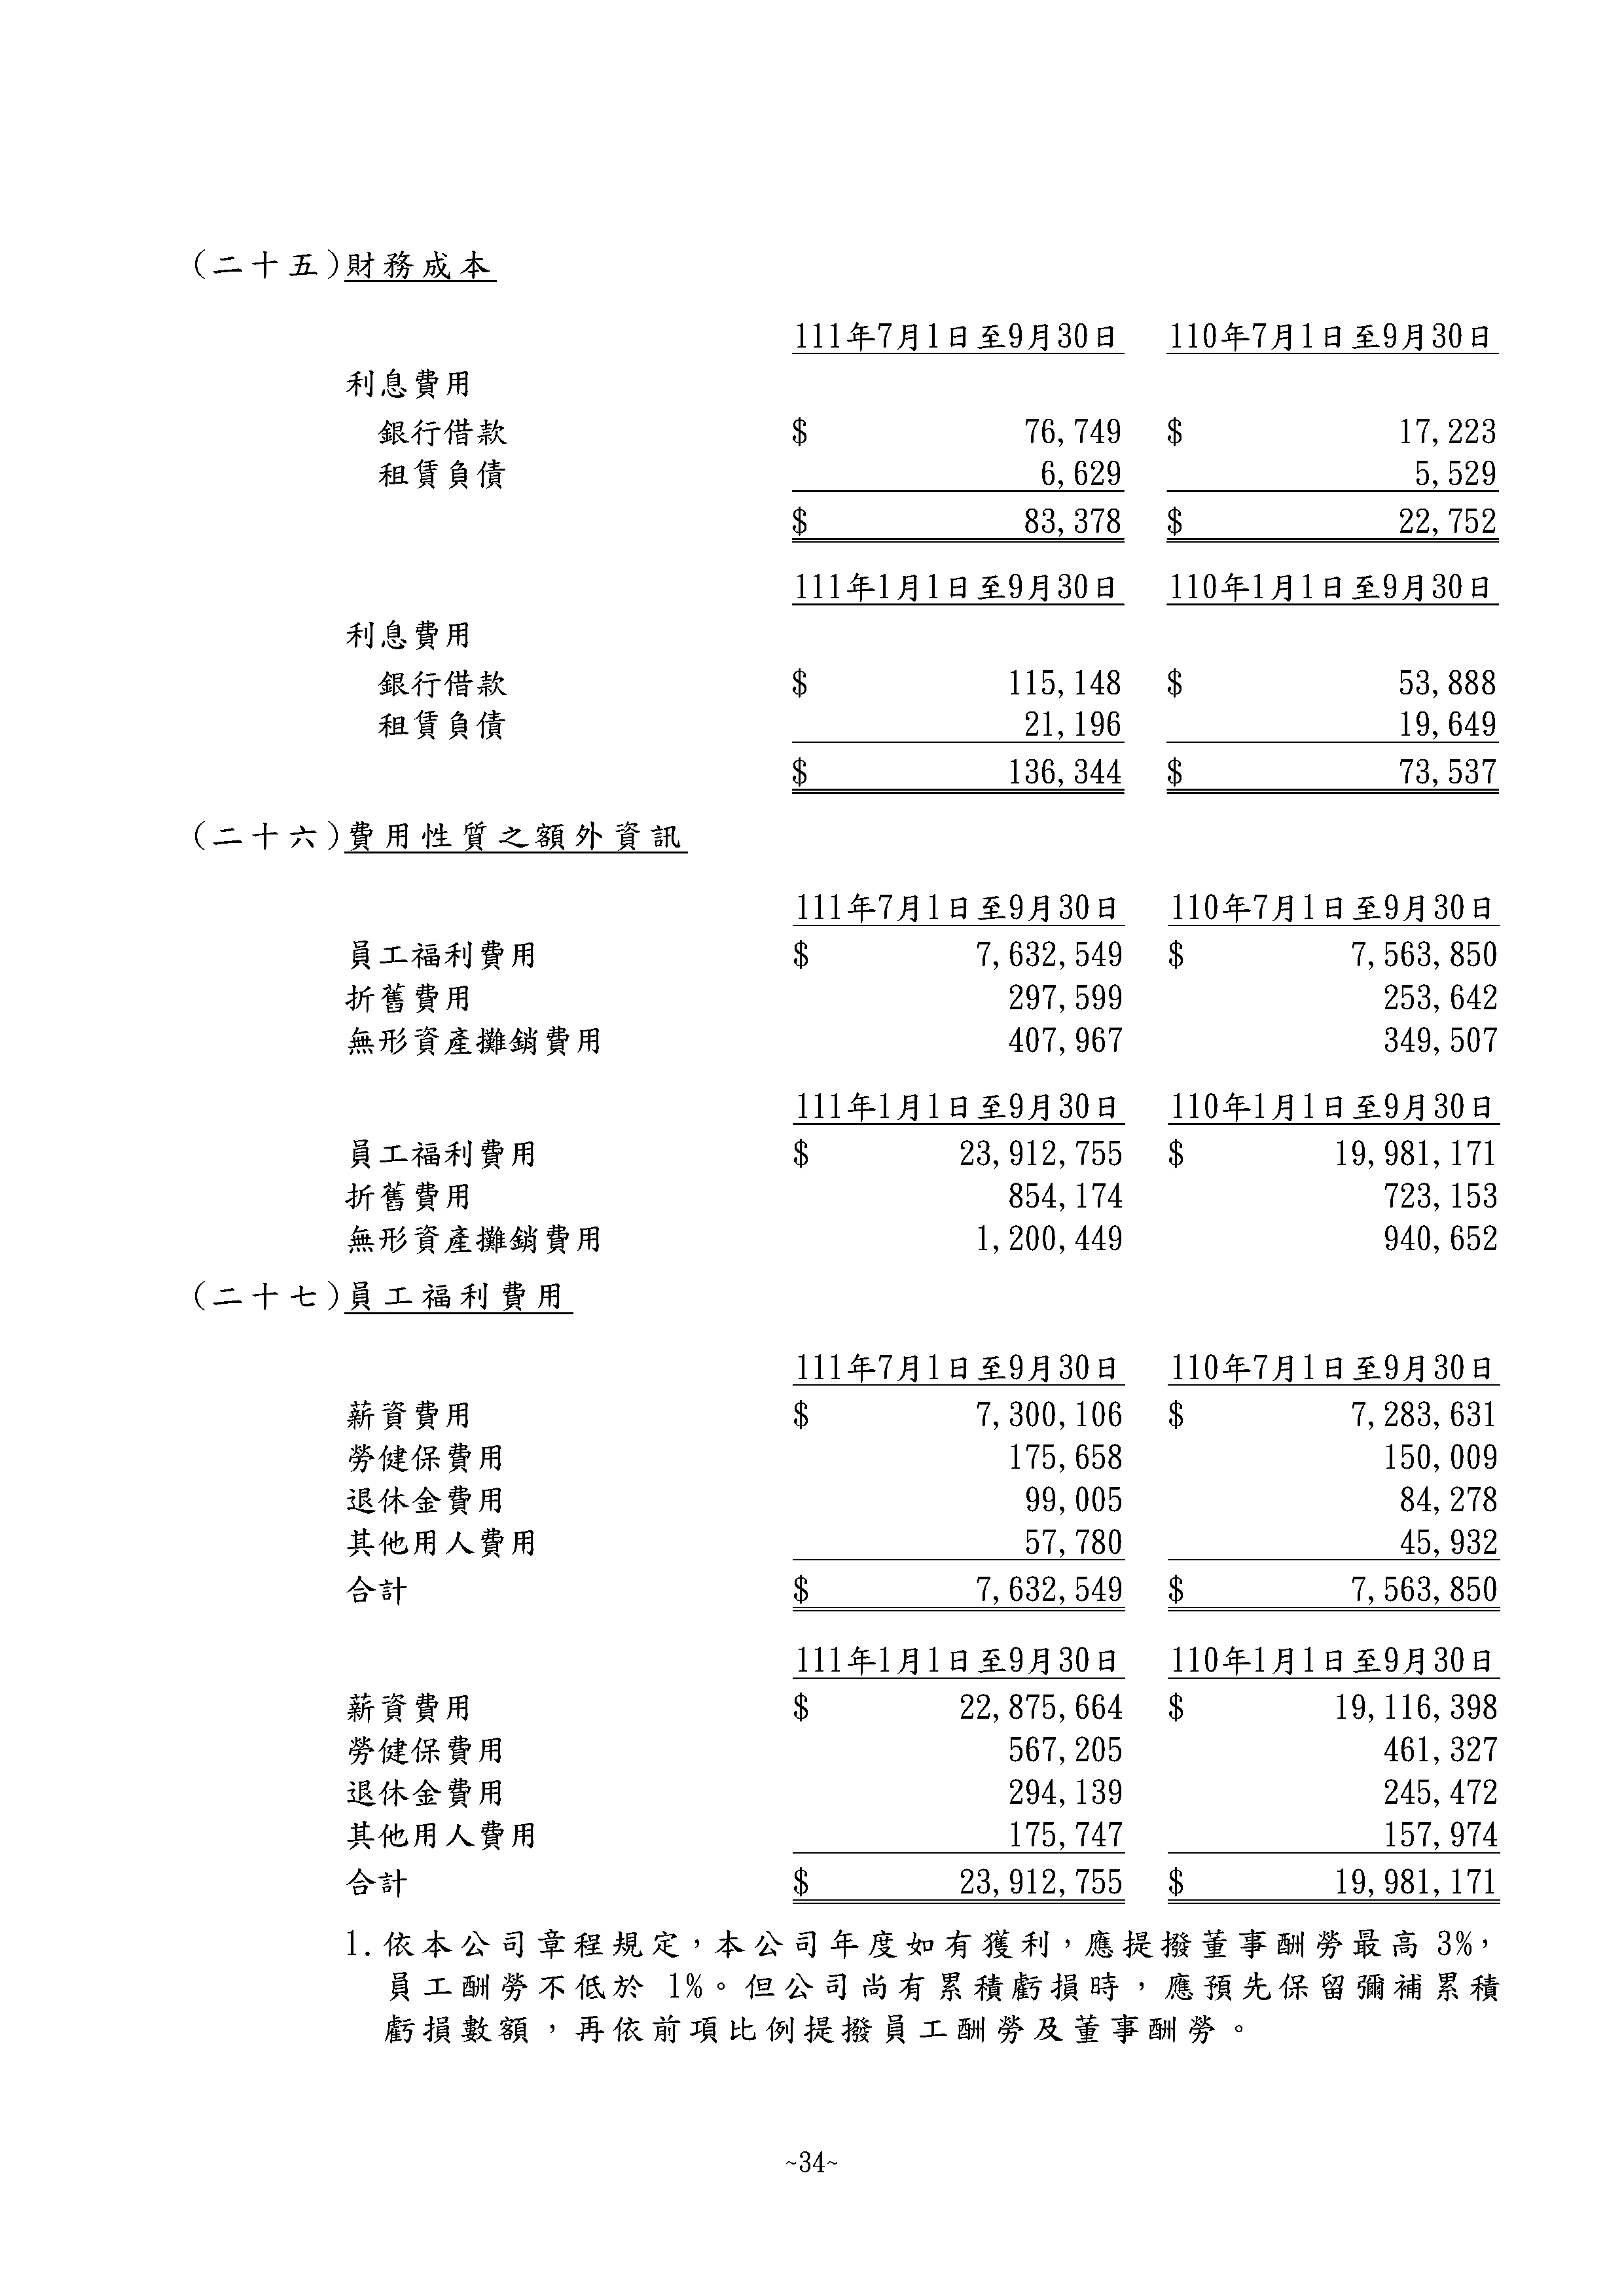 (二十五)財務成本
111年7月1日至9月30日 110年7月1日至9月30日
利息費用
銀行借款 $ 76,749 $ 17,223
租賃負債 6,629 5,529
$ 83,378 $ 22,752
111年1月1日至9月30日 110年1月1日至9月30日
利息費用
銀行借款 $ 115,148 $ 53,888
租賃負債 21,196 19,649
$ 136,344 $ 73,537
(二十六)費用性質之額外資訊
111年7月1日至9月30日 110年7月1日至9月30日
員工福利費用 $ 7,632,549 $ 7,563,850
折舊費用 297,599 253,642
無形資產攤銷費用 407,967 349,507
111年1月1日至9月30日 110年1月1日至9月30日
員工福利費用 $ 23,912,755 $ 19,981,171
折舊費用 854,174 723,153
無形資產攤銷費用 1,200,449 940,652
(二十七)員工福利費用
111年7月1日至9月30日 110年7月1日至9月30日
薪資費用 $ 7,300,106 $ 7,283,631
勞健保費用 175,658 150,009
退休金費用 99,005 84,278
其他用人費用 57,780 45,932
合計 $ 7,632,549 $ 7,563,850
111年1月1日至9月30日 110年1月1日至9月30日
薪資費用 $ 22,875,664 $ 19,116,398
勞健保費用 567,205 461,327
退休金費用 294,139 245,472
其他用人費用 175,747 157,974
合計 $ 23,912,755 $ 19,981,171
1.依本公司章程規定，本公司年度如有獲利，應提撥董事酬勞最高 3%，
員工酬勞不低於 1%。但公司尚有累積虧損時，應預先保留彌補累積
虧損數額，再依前項比例提撥員工酬勞及董事酬勞。
~34~